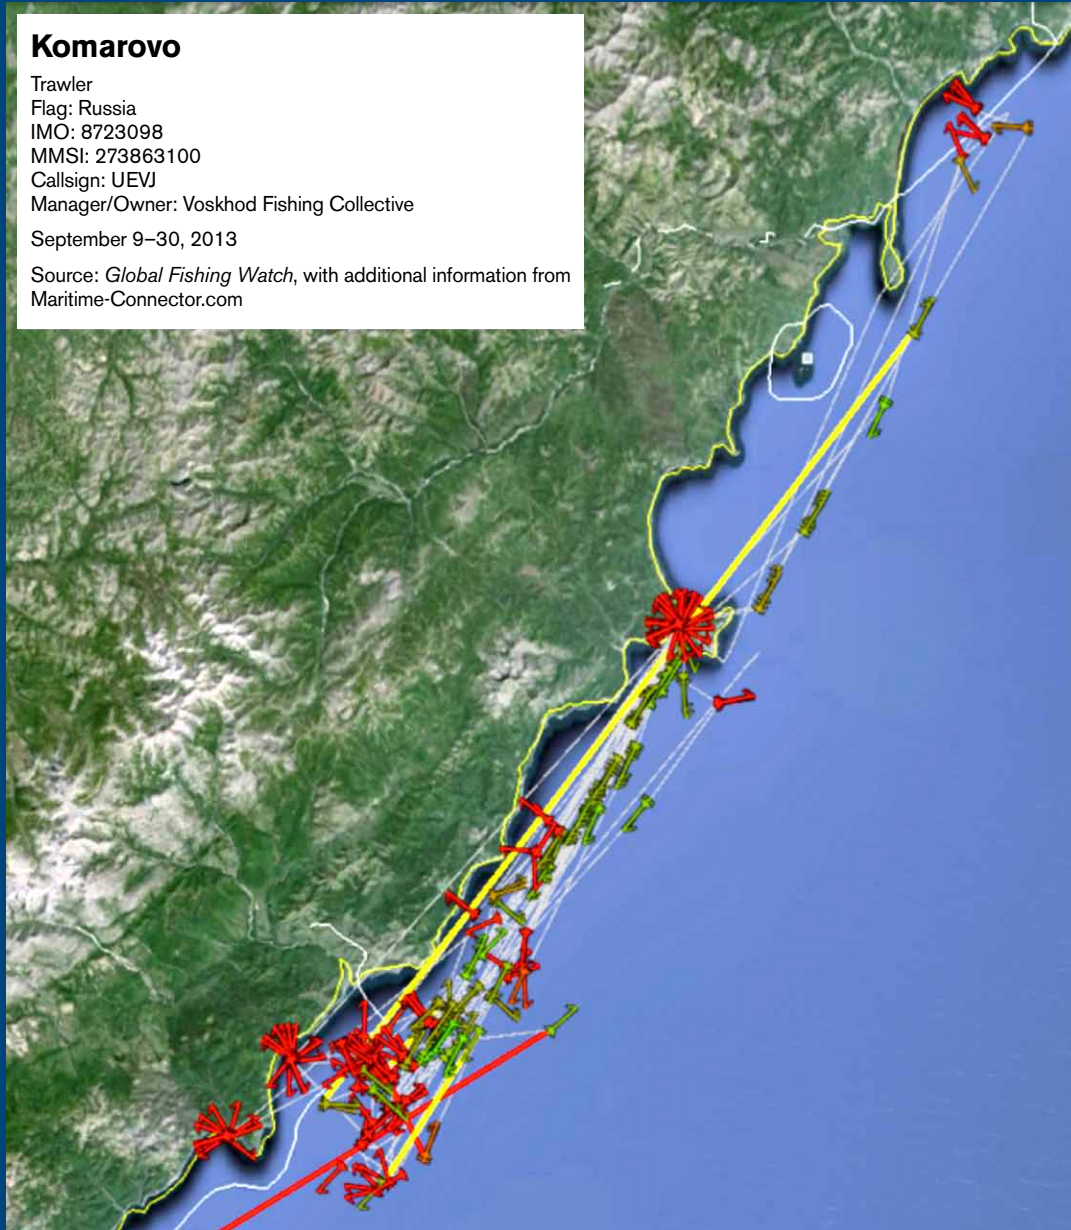 Komarovo
Trawler
Flag: Russia
IMO: 8723098
MMSI: 273863100
Callsign: UEVJ
Manager/Owner: Voskhod Fishing Collective
September 9–30, 2013
Source: Global Fishing Watch, with additional information from
Maritime-Connector.com